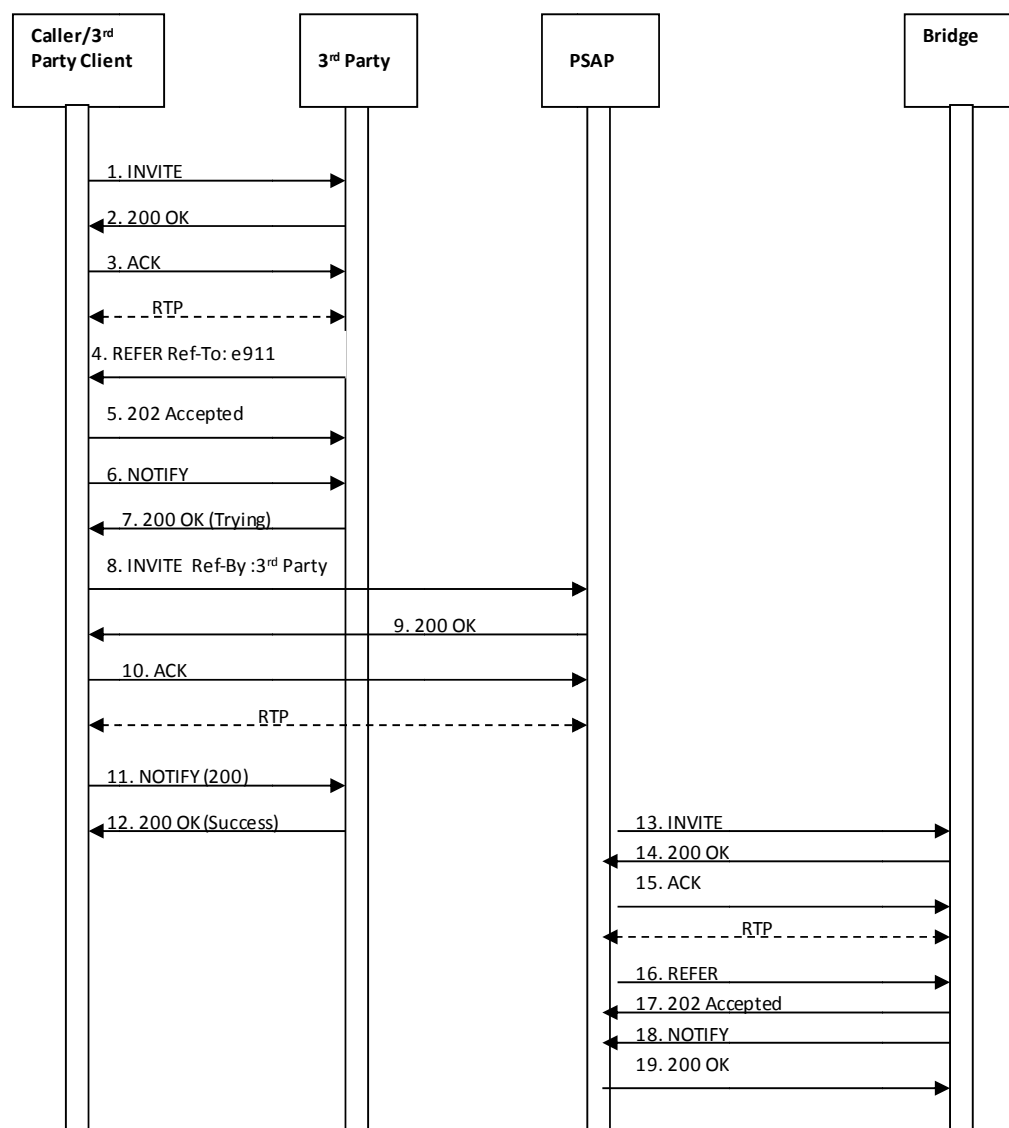 Caller/3rd
Party Client
3rd Party
PSAP
Bridge
1. INVITE
2. 200 OK
3. ACK
RTP
4. REFER Ref-To: e911
5. 202 Accepted
6. NOTIFY
7. 200 OK (Trying)
8. INVITE Ref-By :3rd Party
9. 200 OK
10. ACK
RTP
11. NOTIFY (200)
12. 200 OK (Success)
13. INVITE
14. 200 OK
15. ACK
RTP
16. REFER
17. 202 Accepted
18. NOTIFY
19. 200 OK